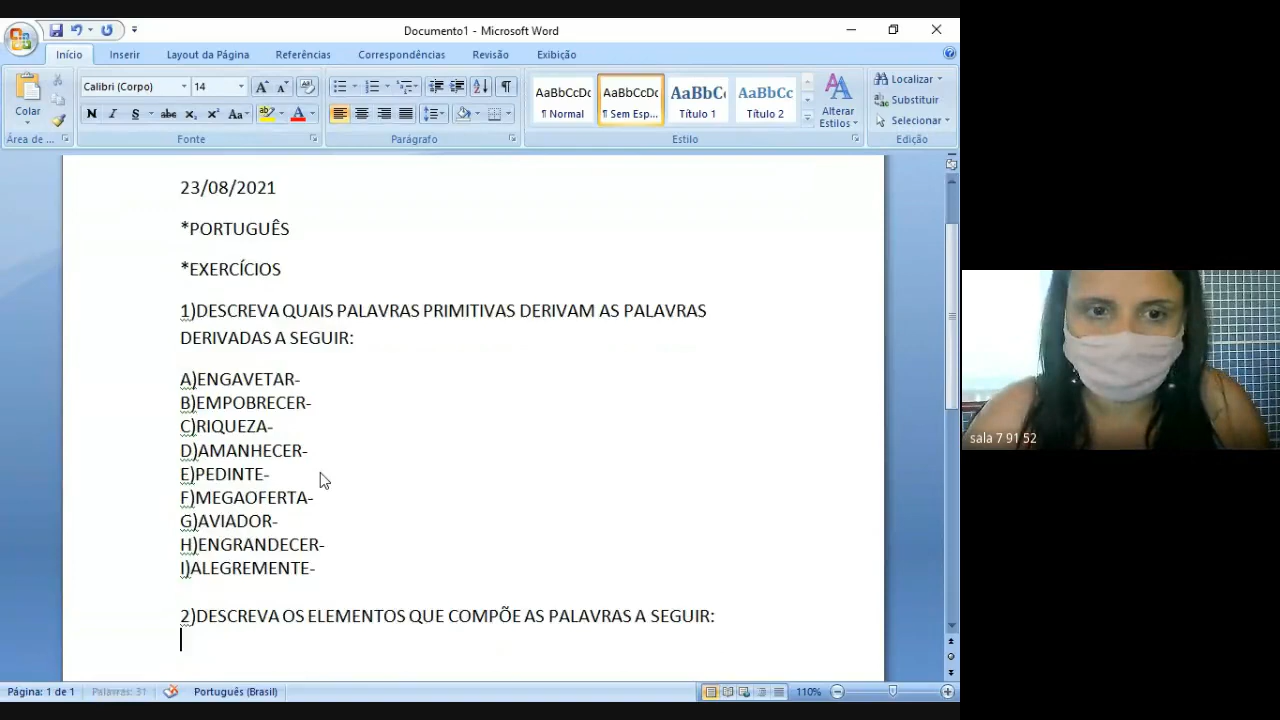 Documento1 - Microsoft Word
Início Inserir Layout da Página Referências Correspondências Revisão Exibição
Calibri (Corpo) 14
AaBbCcDc AaBbCcDc AaBbC AaBbCc
Colar
N I S abc x₂ x² Aa A
¶ Normal ¶ Sem Esp... Título 1 Título 2
Alterar Estilos
Localizar
Substituir
Selecionar
Área de... Fonte Parágrafo Estilo Edição
23/08/2021
*PORTUGUÊS
*EXERCÍCIOS
1)DESCREVA QUAIS PALAVRAS PRIMITIVAS DERIVAM AS PALAVRAS
DERIVADAS A SEGUIR:
A)ENGAVETAR-
B)EMPOBRECER-
C)RIQUEZA-
D)AMANHECER-
E)PEDINTE-
F)MEGAOFERTA-
G)AVIADOR-
H)ENGRANDECER-
I)ALEGREMENTE-
2)DESCREVA OS ELEMENTOS QUE COMPÕE AS PALAVRAS A SEGUIR:
sala 7 91 52
Página: 1 de 1 Palavras: 31 Português (Brasil) 110%